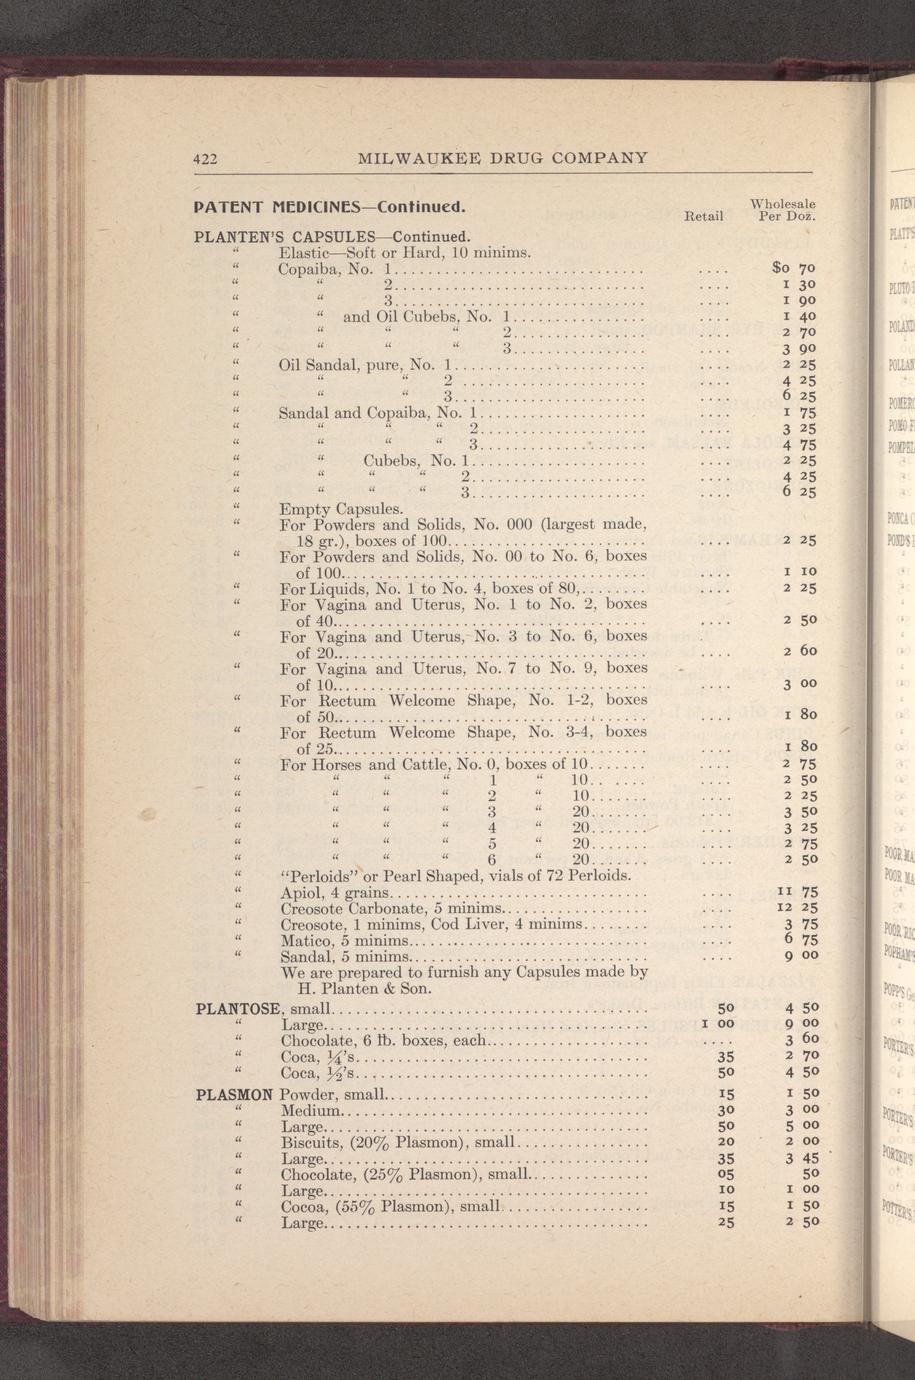 422 MILWAUKEE DRUG COMPANY
PATENT MEDICINES—Continued.
Retail Wholesale Per Doz.
PLANTEN'S CAPSULES—Continued.
“ Elastic—Soft or Hard, 10 minims.
“ Copaiba, No. 1 .... $0 70
“ “ 2 .... 1 30
“ “ 3 .... 1 90
“ “ and Oil Cubebs, No. 1 .... 1 40
“ “ “ “ 2 .... 2 70
“ “ “ “ 3 .... 3 90
“ Oil Sandal, pure, No. 1 .... 2 25
“ “ “ 2 .... 4 25
“ “ “ 3 .... 6 25
“ Sandal and Copaiba, No. 1 .... 1 75
“ “ “ “ 2 .... 3 25
“ “ “ “ 3 .... 4 75
“ “ Cubebs, No. 1 .... 2 25
“ “ “ “ 2 .... 4 25
“ “ “ “ 3 .... 6 25
“ Empty Capsules.
“ For Powders and Solids, No. 000 (largest made,
18 gr.), boxes of 100 .... 2 25
“ For Powders and Solids, No. 00 to No. 6, boxes
of 100 .... 1 10
“ For Liquids, No. 1 to No. 4, boxes of 80, .... 2 25
“ For Vagina and Uterus, No. 1 to No. 2, boxes
of 40 .... 2 50
“ For Vagina and Uterus, No. 3 to No. 6, boxes
of 20 .... 2 60
“ For Vagina and Uterus, No. 7 to No. 9, boxes
of 10 .... 3 00
“ For Rectum Welcome Shape, No. 1-2, boxes
of 50 .... 1 80
“ For Rectum Welcome Shape, No. 3-4, boxes
of 25 .... 1 80
“ For Horses and Cattle, No. 0, boxes of 10 .... 2 75
“ “ “ “ 1 “ 10 .... 2 50
“ “ “ “ 2 “ 10 .... 2 25
“ “ “ “ 3 “ 20 .... 3 50
“ “ “ “ 4 “ 20 .... 3 25
“ “ “ “ 5 “ 20 .... 2 75
“ “ “ “ 6 “ 20 .... 2 50
“ “Perloids” or Pearl Shaped, vials of 72 Perloids.
“ Apiol, 4 grains .... 11 75
“ Creosote Carbonate, 5 minims .... 12 25
“ Creosote, 1 minims, Cod Liver, 4 minims .... 3 75
“ Matico, 5 minims .... 6 75
“ Sandal, 5 minims .... 9 00
We are prepared to furnish any Capsules made by
H. Planten & Son.
PLANTOSE, small .... 50 4 50
“ Large .... 1 00 9 00
“ Chocolate, 6 lb. boxes, each .... 3 60
“ Coca, ¼'s .... 35 2 70
“ Coca, ½'s .... 50 4 50
PLASMON Powder, small .... 15 1 50
“ Medium .... 30 3 00
“ Large .... 50 5 00
“ Biscuits, (20% Plasmon), small .... 20 2 00
“ Large .... 35 3 45
“ Chocolate, (25% Plasmon), small .... 05 50
“ Large .... 10 1 00
“ Cocoa, (55% Plasmon), small .... 15 1 50
“ Large .... 25 2 50